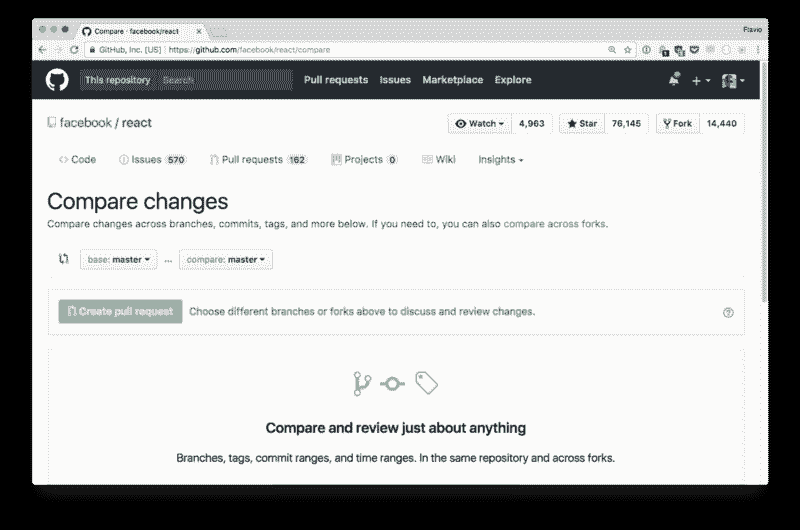 Compare · facebook/react
Flavio
GitHub, Inc. [US] https://github.com/facebook/react/compare
This repository Search Pull requests Issues Marketplace Explore
facebook / react Watch 4,963 Star 76,145 Fork 14,440
Code Issues 570 Pull requests 162 Projects 0 Wiki Insights
Compare changes
Compare changes across branches, commits, tags, and more below. If you need to, you can also compare across forks.
base: master ... compare: master
Create pull request Choose different branches or forks above to discuss and review changes.
Compare and review just about anything
Branches, tags, commit ranges, and time ranges. In the same repository and across forks.